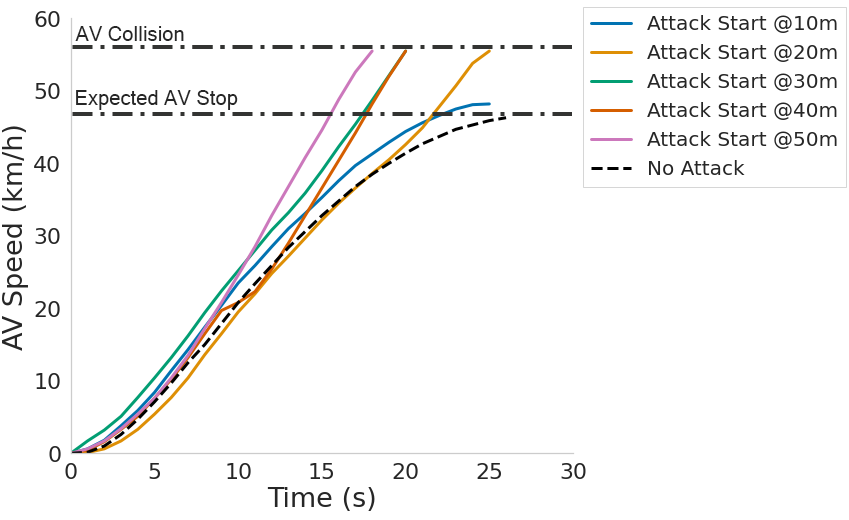 60
AV Collision
50
Expected AV Stop
40
30
20
10
0
AV Speed (km/h)
0 5 10 15 20 25 30
Time (s)
Attack Start @10m
Attack Start @20m
Attack Start @30m
Attack Start @40m
Attack Start @50m
No Attack